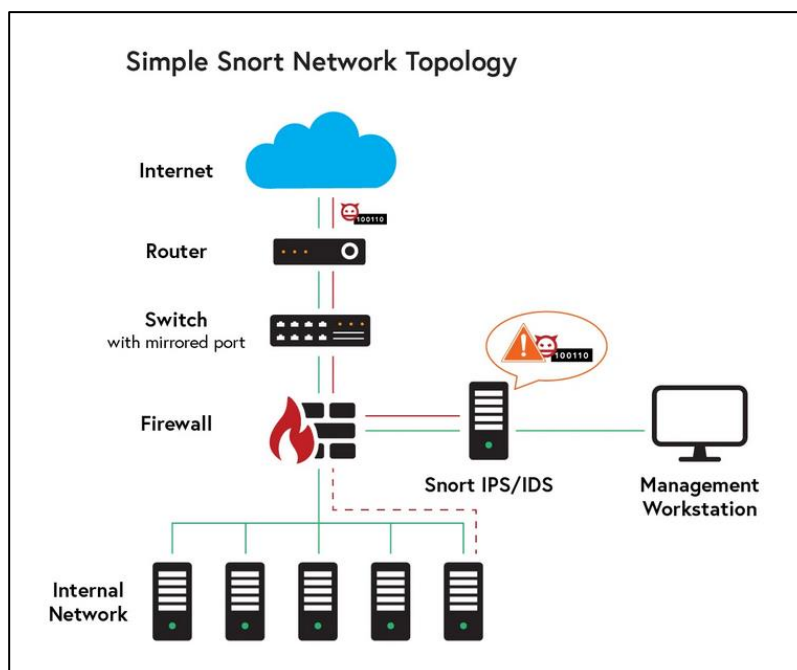 Simple Snort Network Topology
Internet
100110
Router
Switch
with mirrored port
100110
Firewall
Snort IPS/IDS
Management
Workstation
Internal
Network